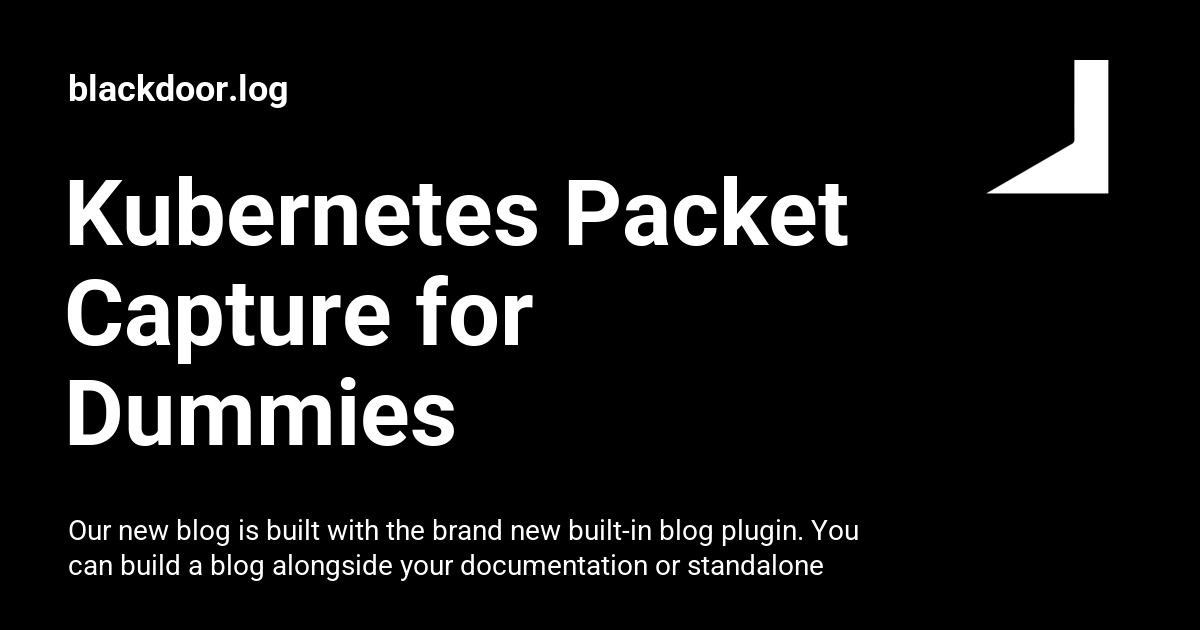 blackdoor.log
Kubernetes Packet
Capture for
Dummies
Our new blog is built with the brand new built-in blog plugin. You
can build a blog alongside your documentation or standalone